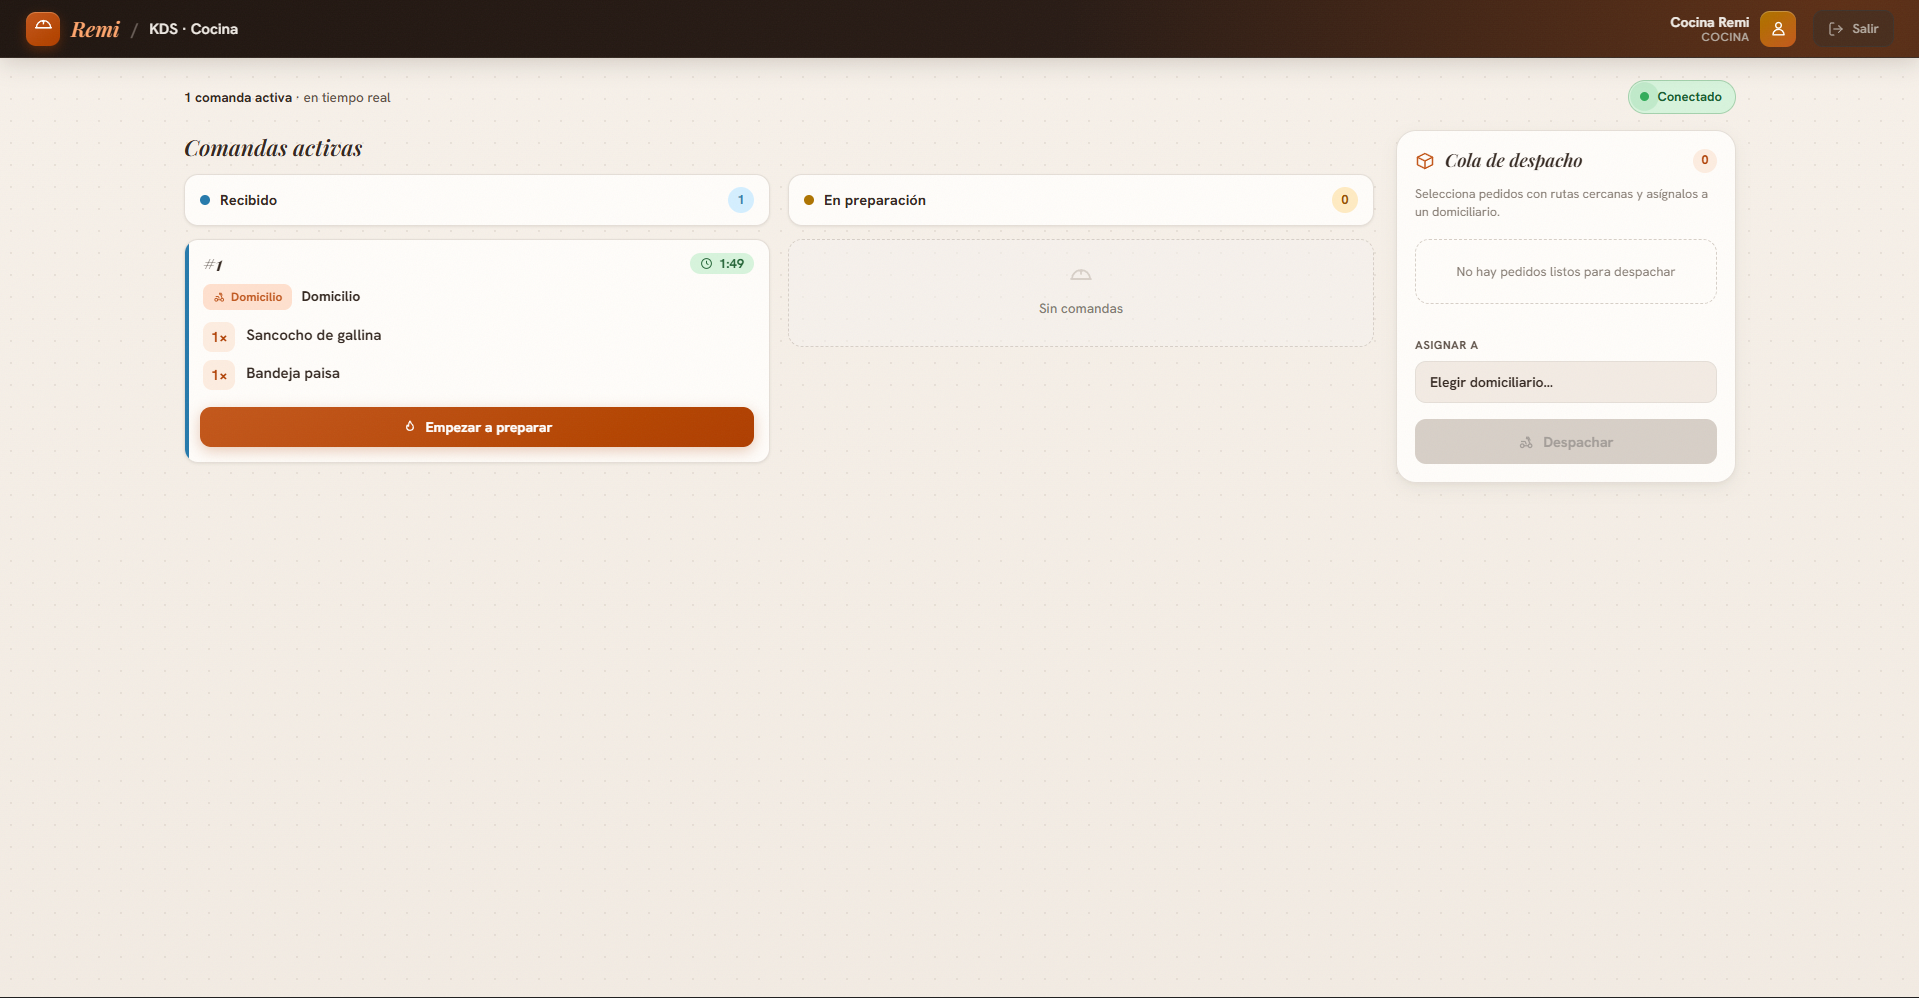 Remi / KDS · Cocina
Cocina Remi
COCINA
Salir
1 comanda activa · en tiempo real
Conectado
Comandas activas
Recibido 1
#1 1:49
Domicilio Domicilio
1× Sancocho de gallina
1× Bandeja paisa
Empezar a preparar
En preparación 0
Sin comandas
Cola de despacho 0
Selecciona pedidos con rutas cercanas y asígnalos a
un domiciliario.
No hay pedidos listos para despachar
ASIGNAR A
Elegir domiciliario...
Despachar